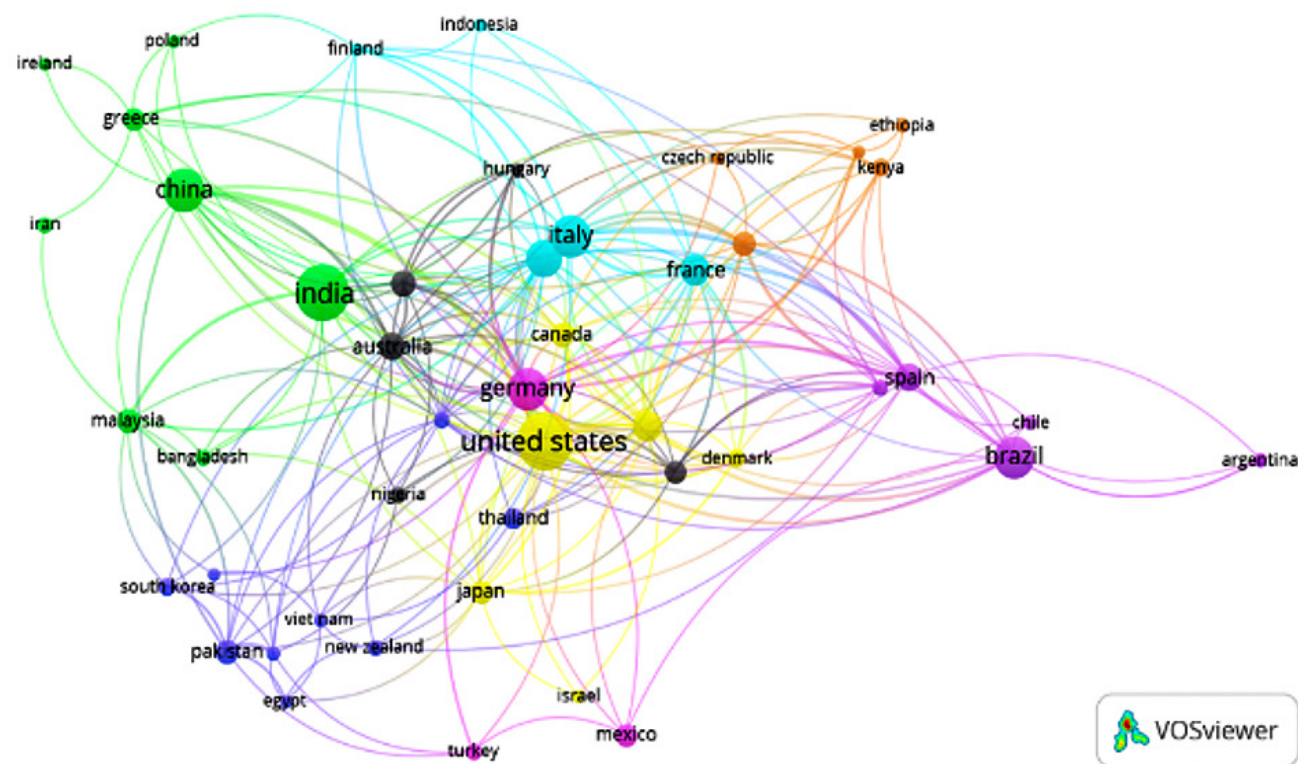 indonesia
poland
finland
ireland
greece
ethiopia
czech republic
kenya
hungary
china
iran
italy
france
india
canada
australia
spain
germany
malaysia
chile
united states
bangladesh
denmark
brazil
argentina
nigeria
thailand
south korea
japan
viet nam
new zealand
pakistan
egypt
israel
mexico
turkey
VOSviewer